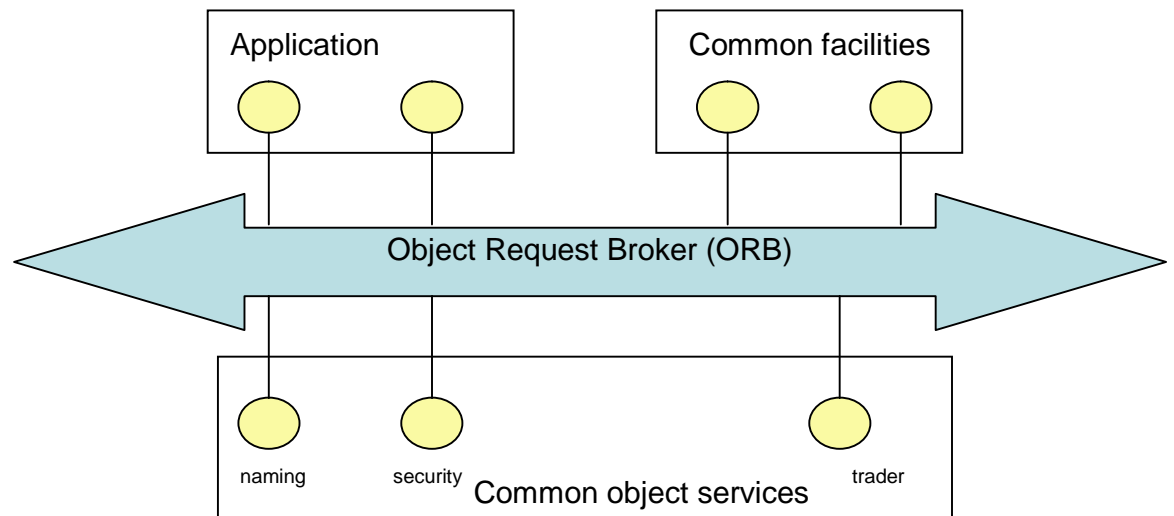 Application
Common facilities
Object Request Broker (ORB)
naming
security
trader
Common object services